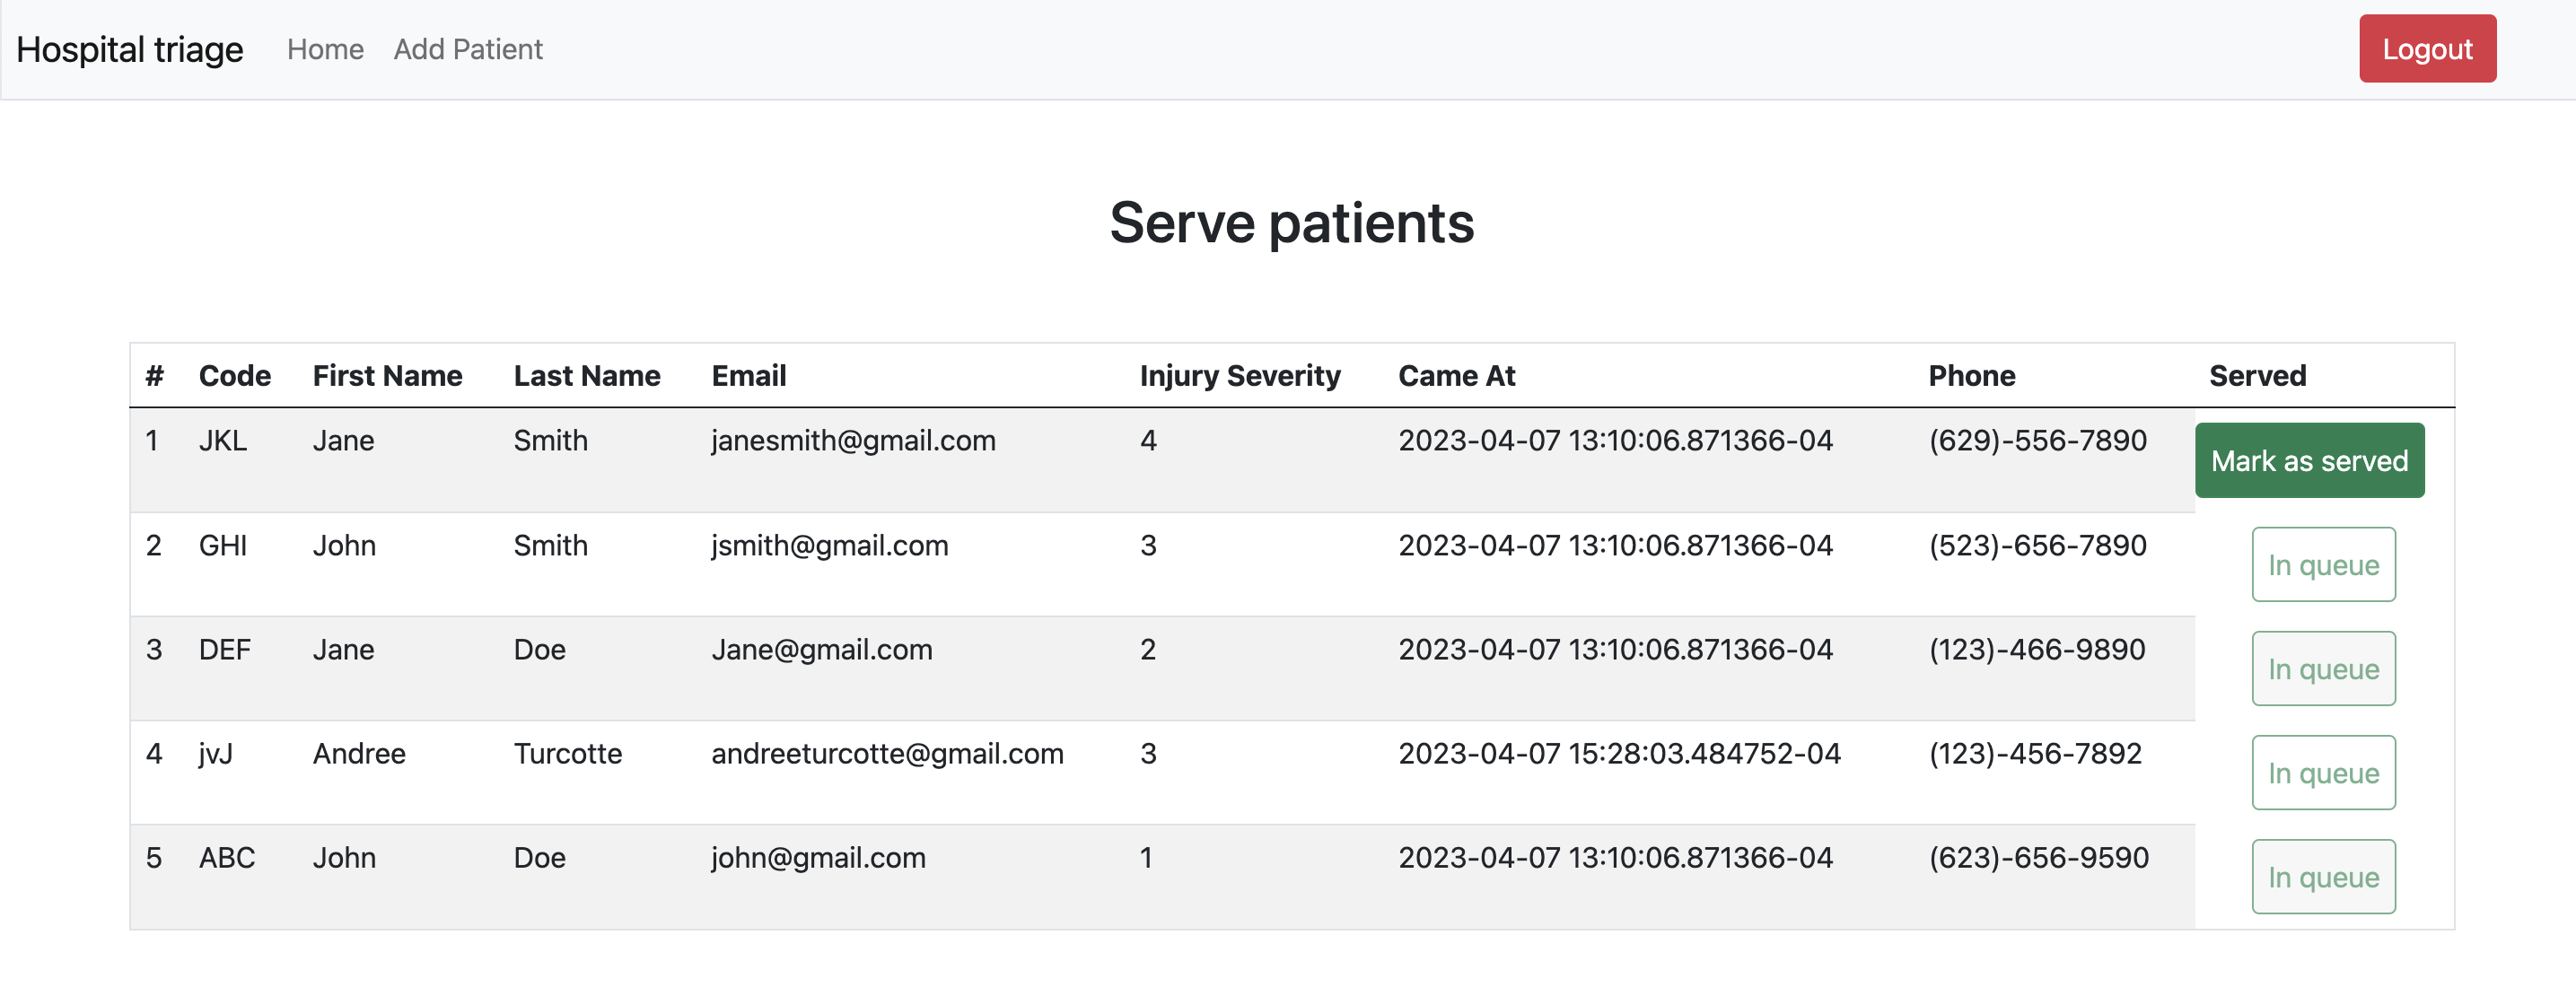 Hospital triage Home Add Patient Logout
Serve patients
# Code First Name Last Name Email Injury Severity Came At Phone Served
1 JKL Jane Smith janesmith@gmail.com 4 2023-04-07 13:10:06.871366-04 (629)-556-7890 Mark as served
2 GHI John Smith jsmith@gmail.com 3 2023-04-07 13:10:06.871366-04 (523)-656-7890 In queue
3 DEF Jane Doe Jane@gmail.com 2 2023-04-07 13:10:06.871366-04 (123)-466-9890 In queue
4 jvJ Andree Turcotte andreeturcotte@gmail.com 3 2023-04-07 15:28:03.484752-04 (123)-456-7892 In queue
5 ABC John Doe john@gmail.com 1 2023-04-07 13:10:06.871366-04 (623)-656-9590 In queue